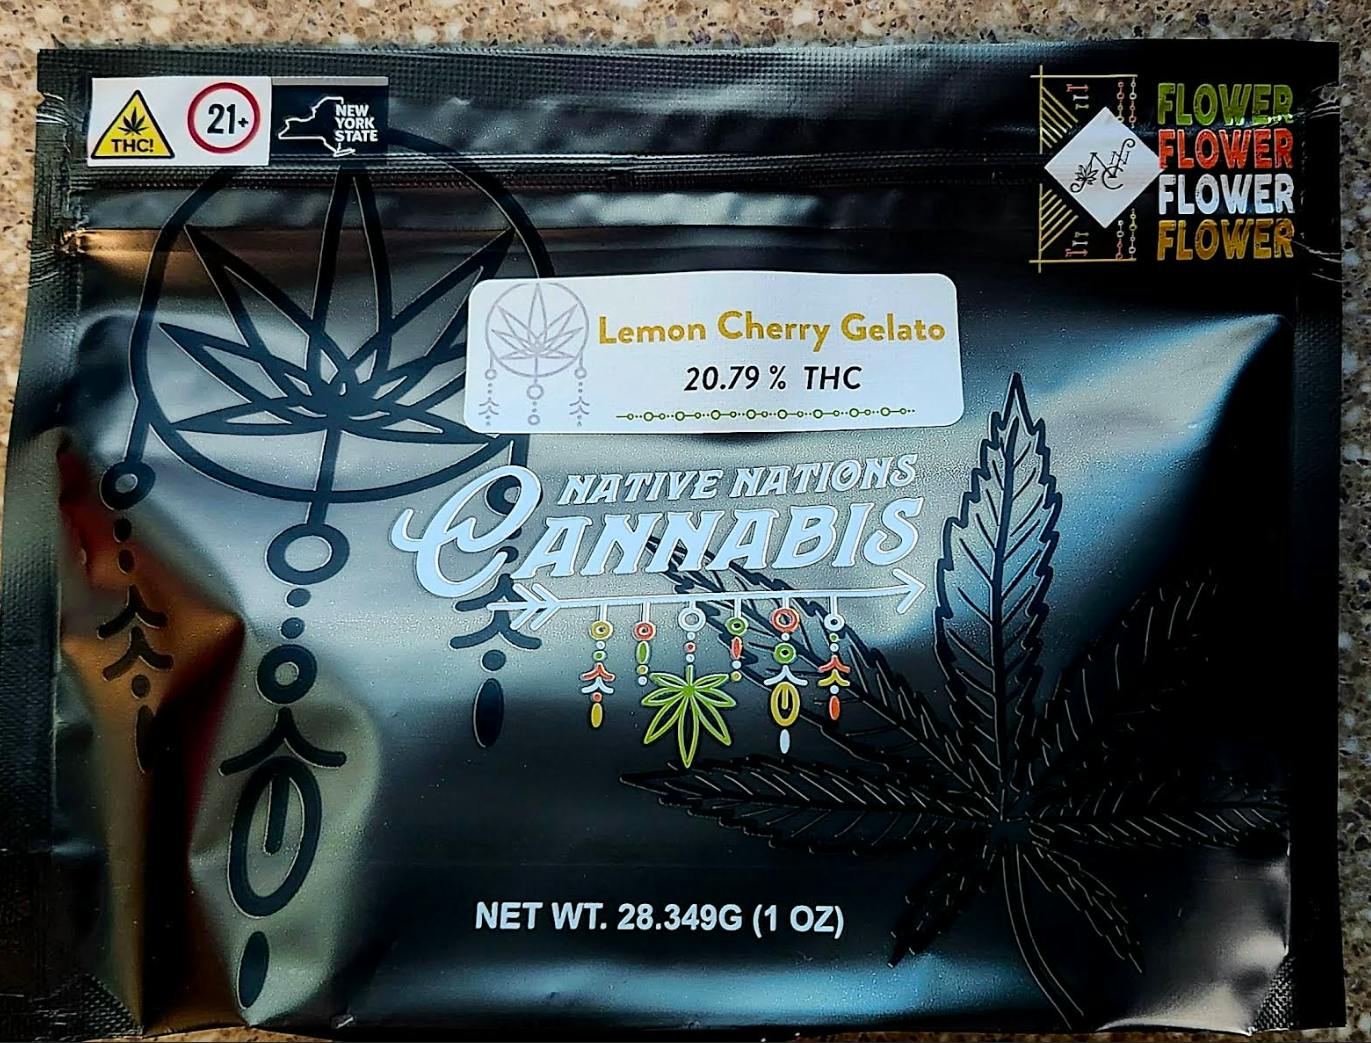 THC!
21+
NEW
YORK
STATE
FLOWER
FLOWER
FLOWER
FLOWER
Lemon Cherry Gelato
20.79 % THC
NATIVE NATIONS
CANNABIS
NET WT. 28.349G (1 OZ)